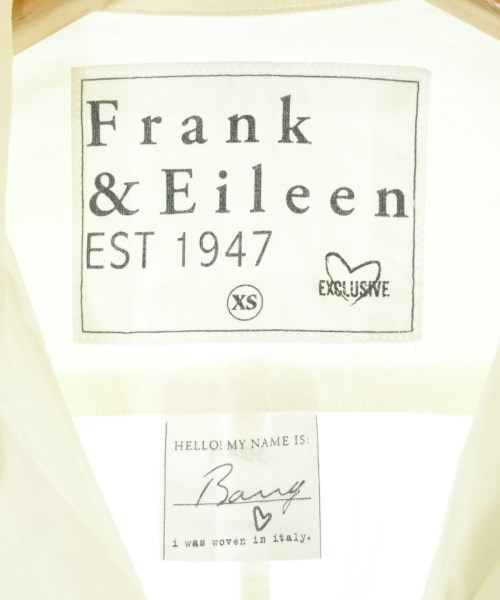 Frank
& Eileen
EST 1947
EXCLUSIVE
XS
HELLO! MY NAME IS:
Barry
i was woven in italy.